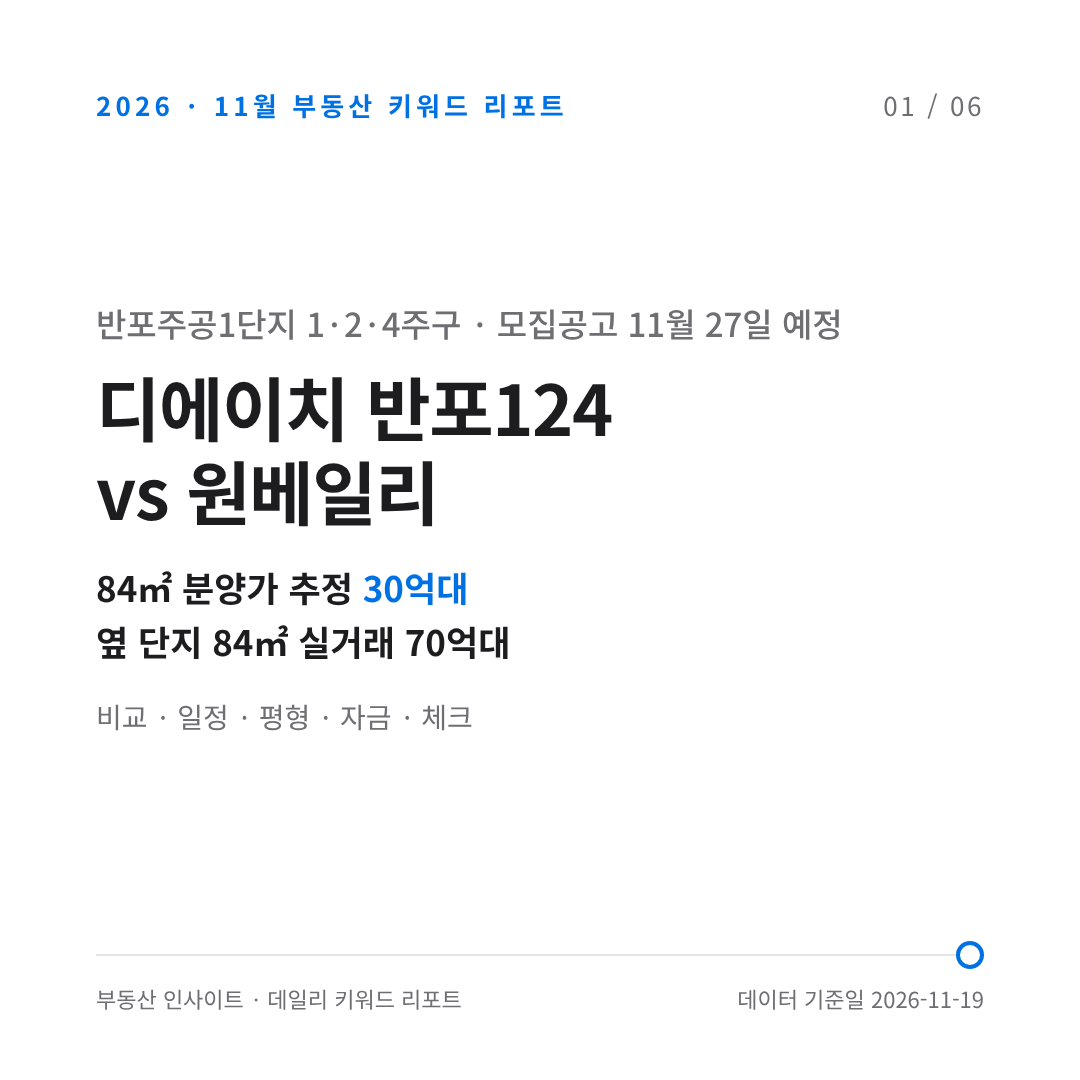 2026 · 11월 부동산 키워드 리포트
01 / 06
반포주공1단지 1·2·4주구 · 모집공고 11월 27일 예정
디에이치 반포124
vs 원베일리
84㎡ 분양가 추정 30억대
옆 단지 84㎡ 실거래 70억대
비교 · 일정 · 평형 · 자금 · 체크
부동산 인사이트 · 데일리 키워드 리포트
데이터 기준일 2026-11-19